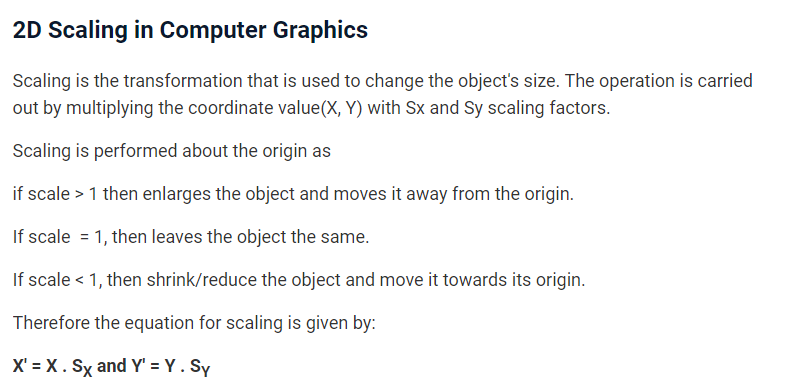 2D Scaling in Computer Graphics
Scaling is the transformation that is used to change the object's size. The operation is carried
out by multiplying the coordinate value(X, Y) with Sx and Sy scaling factors.
Scaling is performed about the origin as
if scale > 1 then enlarges the object and moves it away from the origin.
If scale  = 1, then leaves the object the same.
If scale < 1, then shrink/reduce the object and move it towards its origin.
Therefore the equation for scaling is given by:
X' = X . SX and Y' = Y . SY